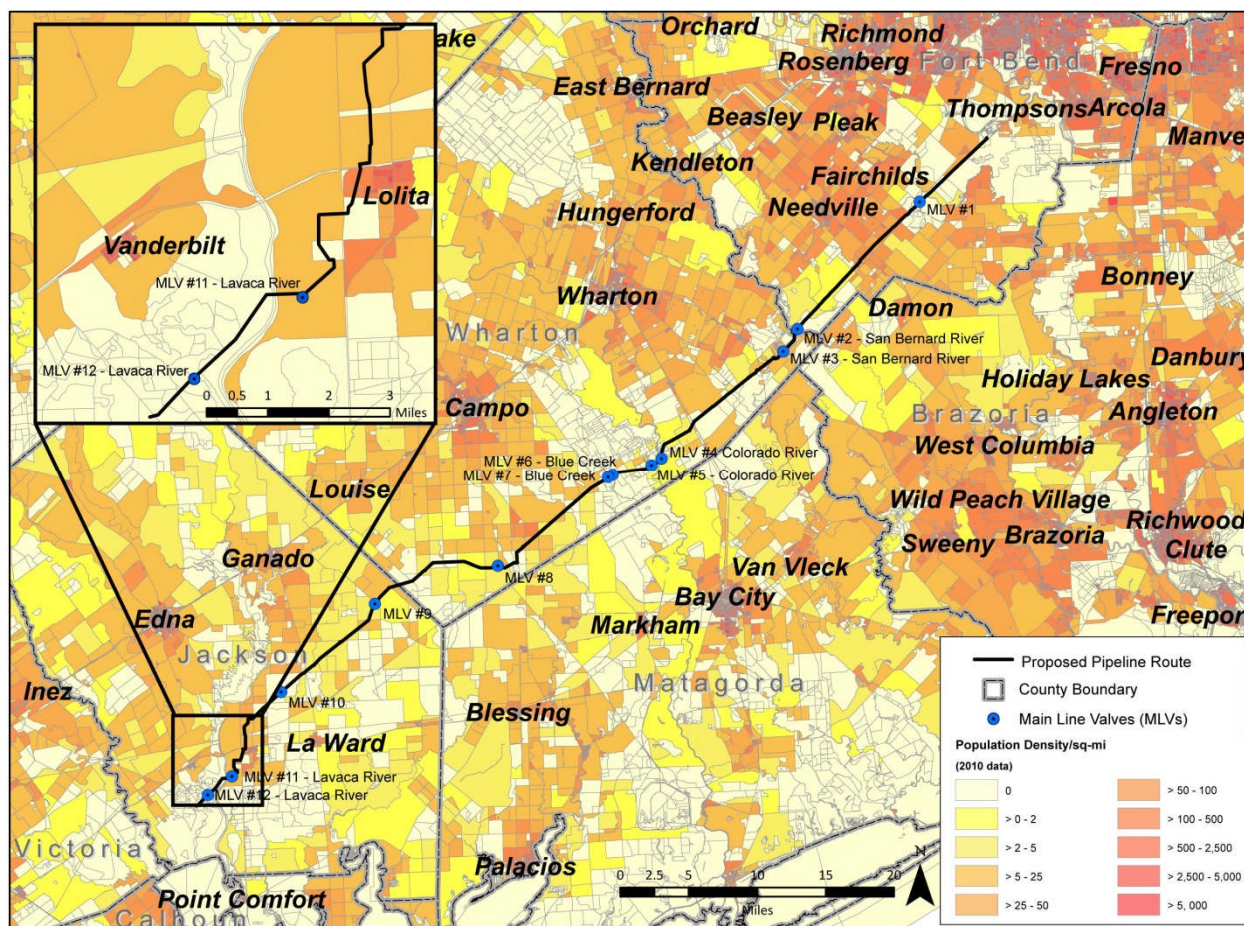 ake
Orchard
Richmond
Rosenberg
Fort Bend
Fresno
East Bernard
Thompsons
Arcola
Beasley
Pleak
Manve
Kendleton
Fairchilds
Lolita
Hungerford
Needville
MLV #1
Vanderbilt
Bonney
MLV #11 - Lavaca River
Wharton
Damon
Wharton
MLV #2 - San Bernard River
MLV #3 - San Bernard River
Danbury
MLV #12 - Lavaca River
Holiday Lakes
0 0.5 1 2 3
Miles
Campo
Brazoria
Angleton
West Columbia
MLV #6 - Blue Creek
MLV #4 Colorado River
MLV #7 - Blue Creek
MLV #5 - Colorado River
Louise
Wild Peach Village
Richwood
Ganado
Sweeny
Brazoria
Clute
Van Vleck
MLV #8
Bay City
MLV #9
Freepor
Edna
Markham
Jackson
Inez
Matagorda
MLV #10
Blessing
La Ward
MLV #11 - Lavaca River
MLV #12 - Lavaca River
Victoria
Palacios
Point Comfort
Calhoun
0 2.5 5 10 15 20
Miles
N
Proposed Pipeline Route
County Boundary
Main Line Valves (MLVs)
Population Density/sq-mi
(2010 data)
0
> 0 - 2
> 2 - 5
> 5 - 25
> 25 - 50
> 50 - 100
> 100 - 500
> 500 - 2,500
> 2,500 - 5,000
> 5, 000